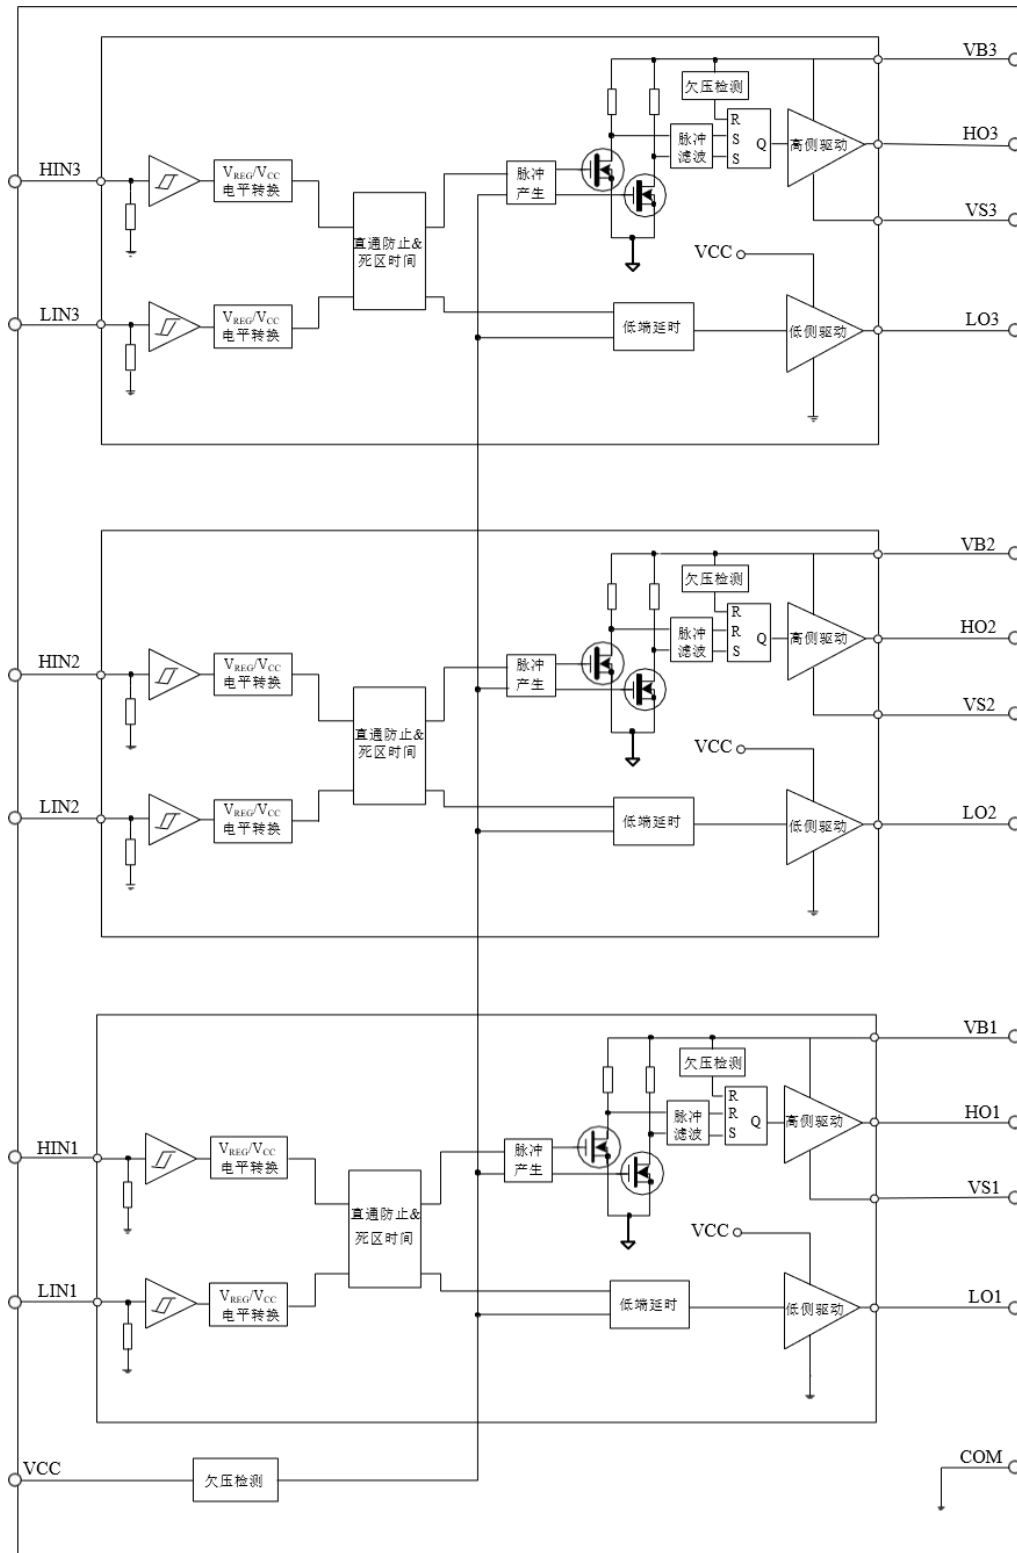 VB3
欠压检测
R
S
S
Q
脉冲
滤波
高侧驱动
HO3
HIN3
VREG/VCC
电平转换
脉冲
产生
VS3
直通防止&
死区时间
VCC
LIN3
VREG/VCC
电平转换
低端延时
低侧驱动
LO3
VB2
欠压检测
R
R
S
Q
脉冲
滤波
高侧驱动
HO2
HIN2
VREG/VCC
电平转换
脉冲
产生
VS2
直通防止&
死区时间
VCC
LIN2
VREG/VCC
电平转换
低端延时
低侧驱动
LO2
VB1
欠压检测
R
R
S
Q
脉冲
滤波
高侧驱动
HO1
HIN1
VREG/VCC
电平转换
脉冲
产生
VS1
直通防止&
死区时间
VCC
LIN1
VREG/VCC
电平转换
低端延时
低侧驱动
LO1
VCC
欠压检测
COM